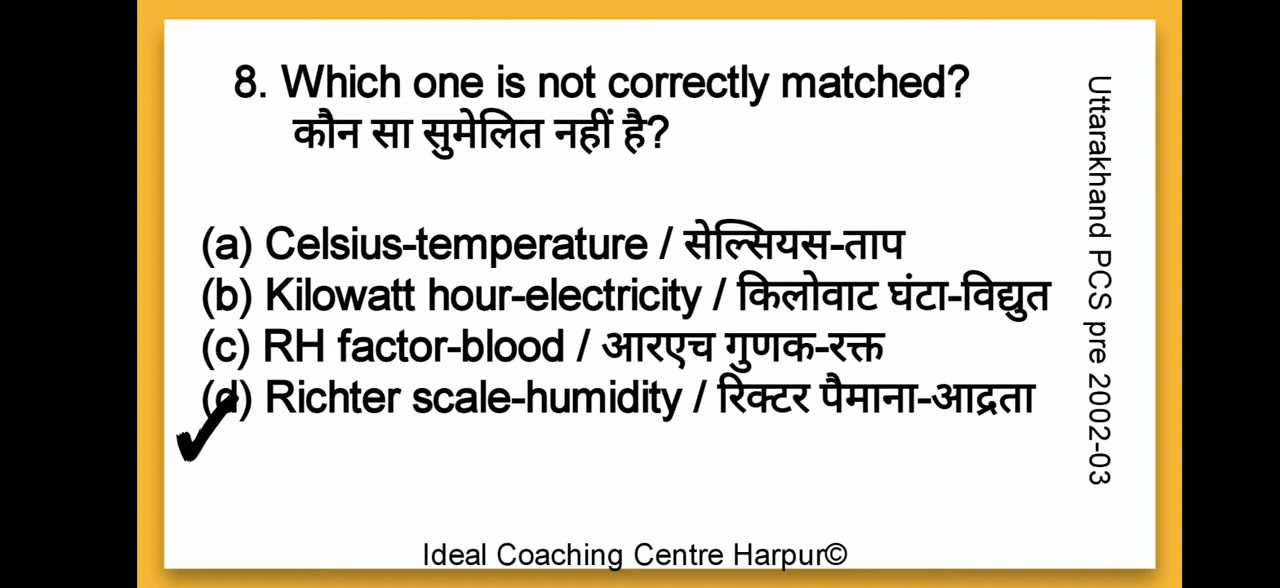 8. Which one is not correctly matched?
कौन सा सुमेलित नहीं है?
(a) Celsius-temperature / सेल्सियस-ताप
(b) Kilowatt hour-electricity / किलोवाट घंटा-विद्युत
(c) RH factor-blood / आरएच गुणक-रक्त
(d) Richter scale-humidity / रिक्टर पैमाना-आद्रता
Uttarakhand PCS pre 2002-03
Ideal Coaching Centre Harpur©